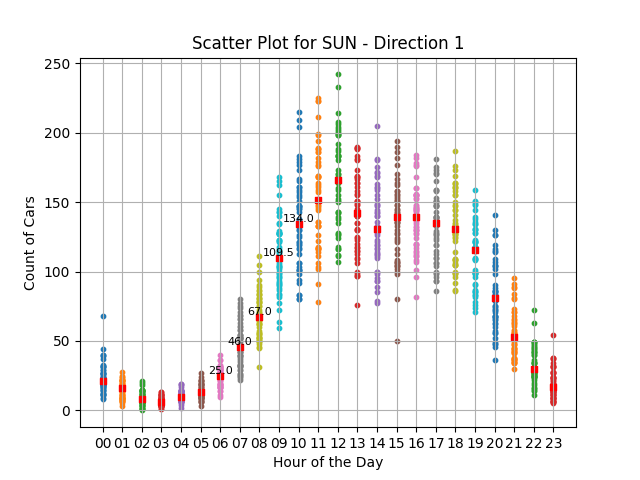 Scatter Plot for SUN - Direction 1
250
200
150
100
50
0
Count of Cars
134.0
109.5
67.0
46.0
25.0
00 01 02 03 04 05 06 07 08 09 10 11 12 13 14 15 16 17 18 19 20 21 22 23
Hour of the Day